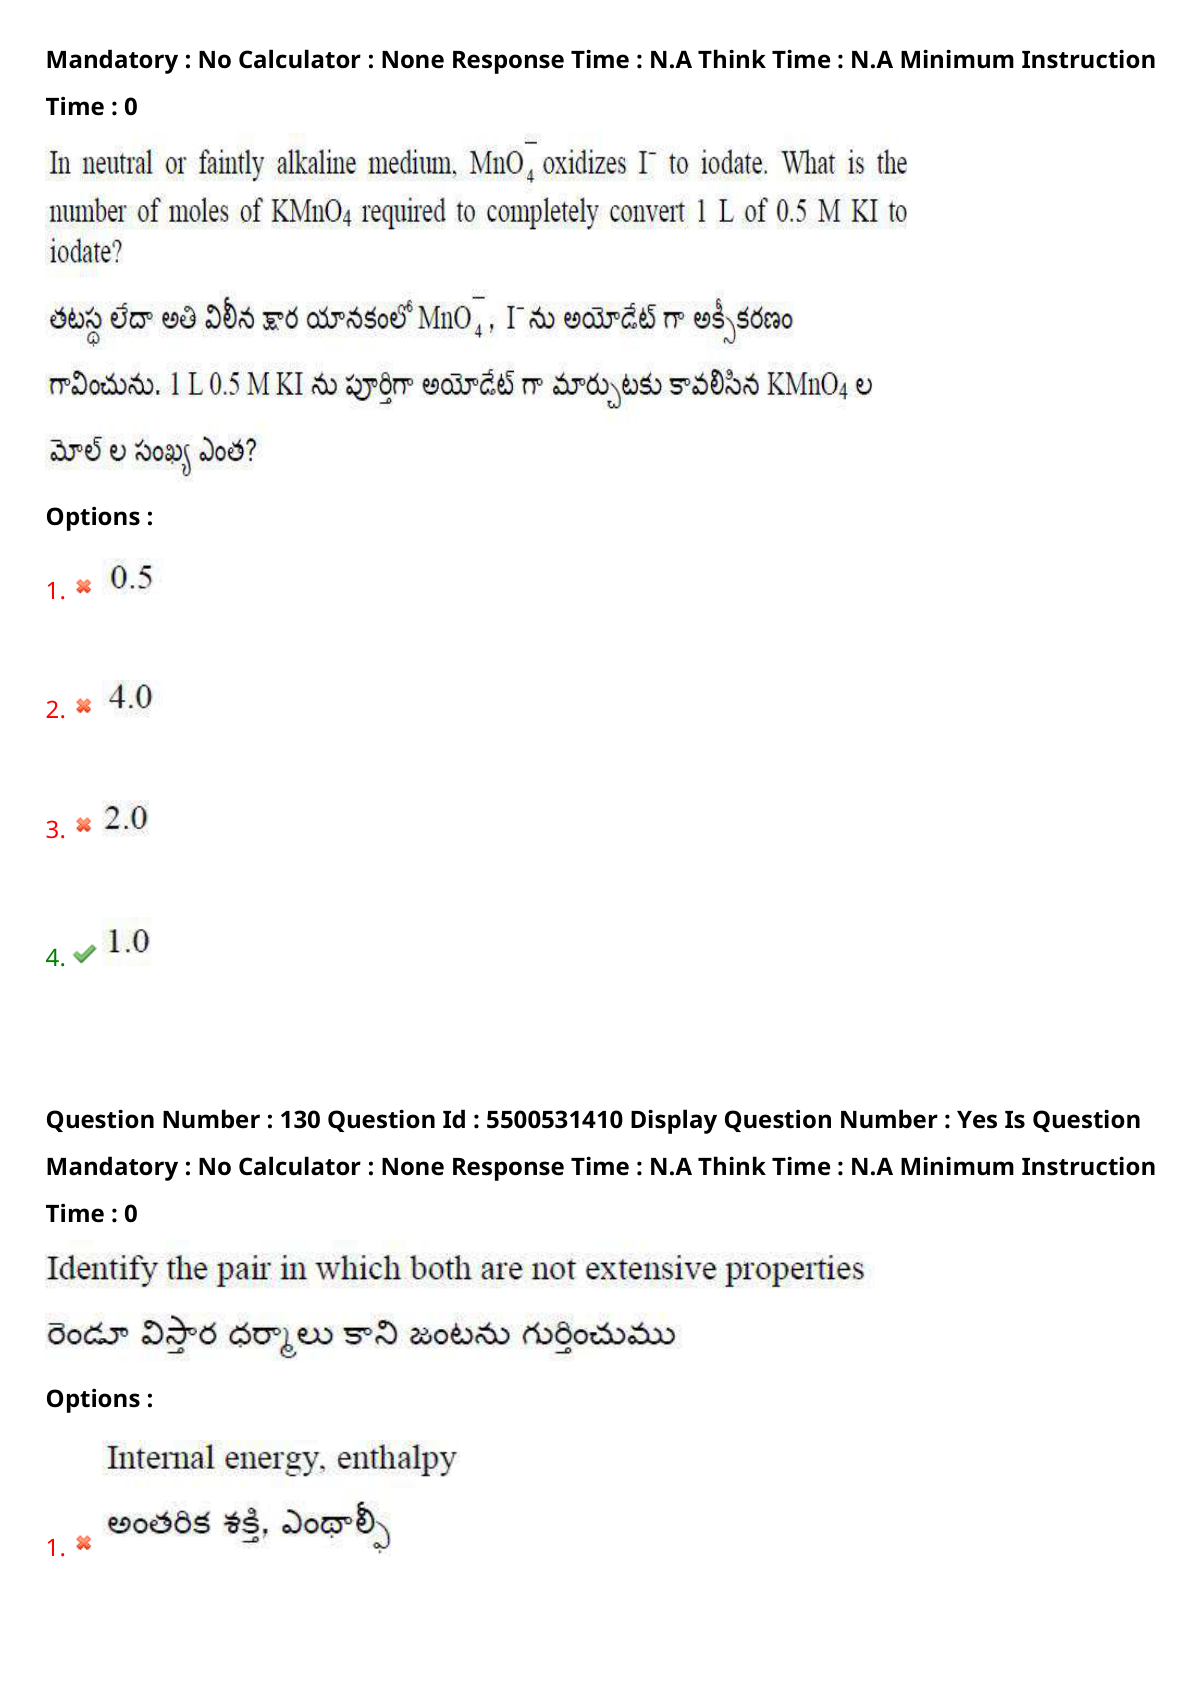 Mandatory : No Calculator : None Response Time : N.A Think Time : N.A Minimum Instruction
Time : 0
In neutral or faintly alkaline medium, MnO₄⁻ oxidizes I⁻ to iodate. What is the
number of moles of KMnO₄ required to completely convert 1 L of 0.5 M KI to
iodate?
తటస్థ లేదా అతి విలీన క్షార యానకంలో MnO₄⁻, I⁻ ను అయోడేట్ గా అక్సీకరణం
గావించును. 1 L 0.5 M KI ను పూర్తిగా అయోడేట్ గా మార్చుటకు కావలిసిన KMnO₄ ల
మోల్ ల సంఖ్య ఎంత?
Options :
1. 0.5
2. 4.0
3. 2.0
4. 1.0
Question Number : 130 Question Id : 5500531410 Display Question Number : Yes Is Question
Mandatory : No Calculator : None Response Time : N.A Think Time : N.A Minimum Instruction
Time : 0
Identify the pair in which both are not extensive properties
రెండూ విస్తార ధర్మాలు కాని జంటను గుర్తించుము
Options :
Internal energy, enthalpy
1. అంతరిక శక్తి, ఎంథాల్ఫీ